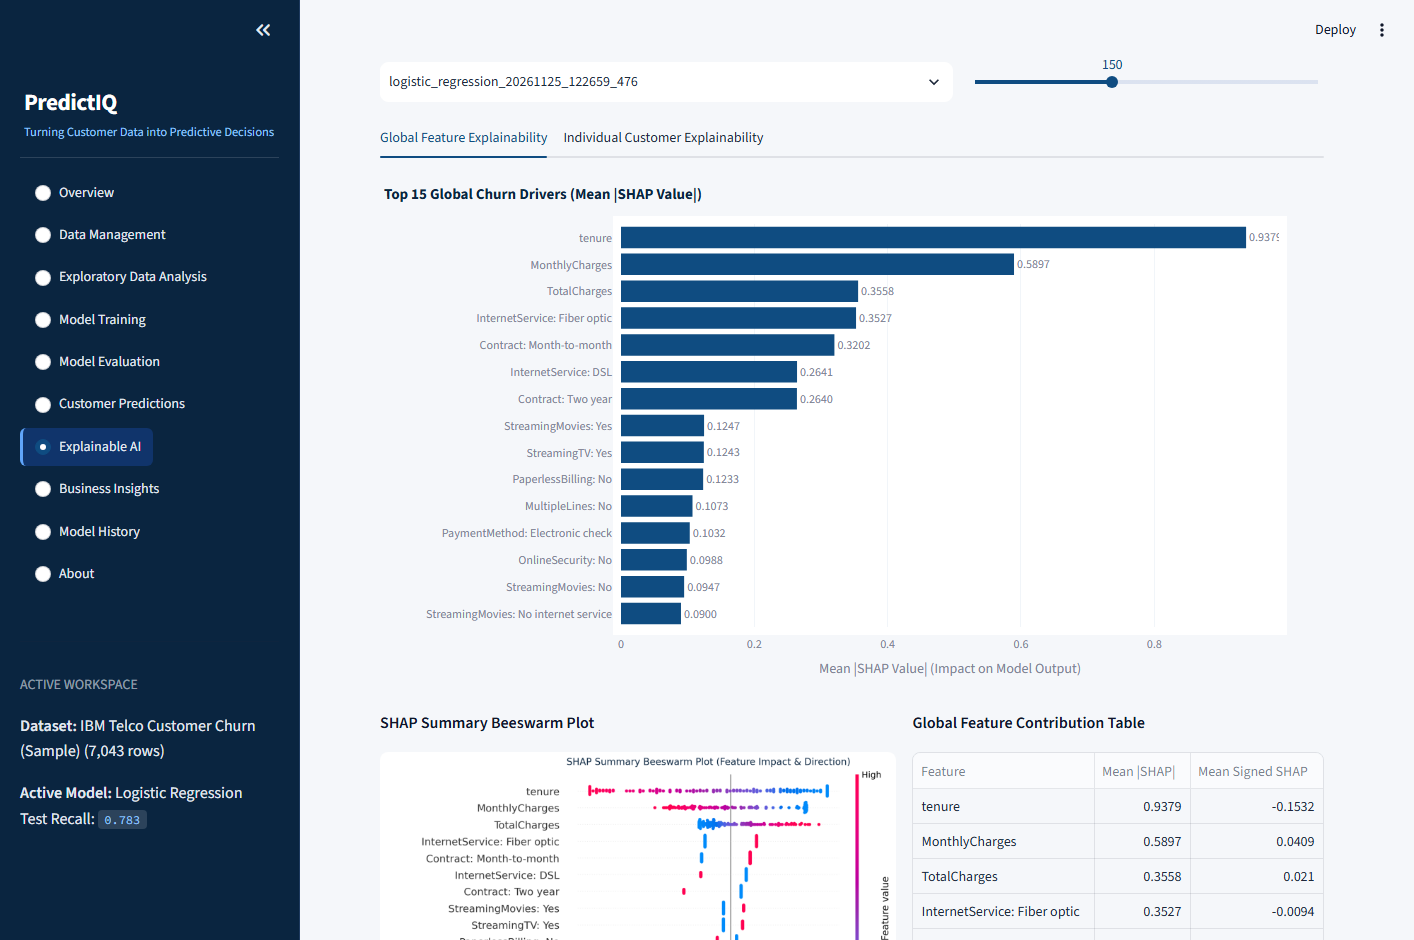 Deploy
PredictIQ
Turning Customer Data into Predictive Decisions
Overview
Data Management
Exploratory Data Analysis
Model Training
Model Evaluation
Customer Predictions
Explainable AI
Business Insights
Model History
About
ACTIVE WORKSPACE
Dataset: IBM Telco Customer Churn
(Sample) (7,043 rows)
Active Model: Logistic Regression
Test Recall: 0.783
logistic_regression_20261125_122659_476
150
Global Feature Explainability
Individual Customer Explainability
Top 15 Global Churn Drivers (Mean |SHAP Value|)
tenure 0.9379
MonthlyCharges 0.5897
TotalCharges 0.3558
InternetService: Fiber optic 0.3527
Contract: Month-to-month 0.3202
InternetService: DSL 0.2641
Contract: Two year 0.2640
StreamingMovies: Yes 0.1247
StreamingTV: Yes 0.1243
PaperlessBilling: No 0.1233
MultipleLines: No 0.1073
PaymentMethod: Electronic check 0.1032
OnlineSecurity: No 0.0988
StreamingMovies: No 0.0947
StreamingMovies: No internet service 0.0900
0 0.2 0.4 0.6 0.8
Mean |SHAP Value| (Impact on Model Output)
SHAP Summary Beeswarm Plot
SHAP Summary Beeswarm Plot (Feature Impact & Direction)
High
tenure
MonthlyCharges
TotalCharges
InternetService: Fiber optic
Contract: Month-to-month
InternetService: DSL
Contract: Two year
StreamingMovies: Yes
StreamingTV: Yes
Feature value
Global Feature Contribution Table
Feature Mean |SHAP| Mean Signed SHAP
tenure 0.9379 -0.1532
MonthlyCharges 0.5897 0.0409
TotalCharges 0.3558 0.021
InternetService: Fiber optic 0.3527 -0.0094